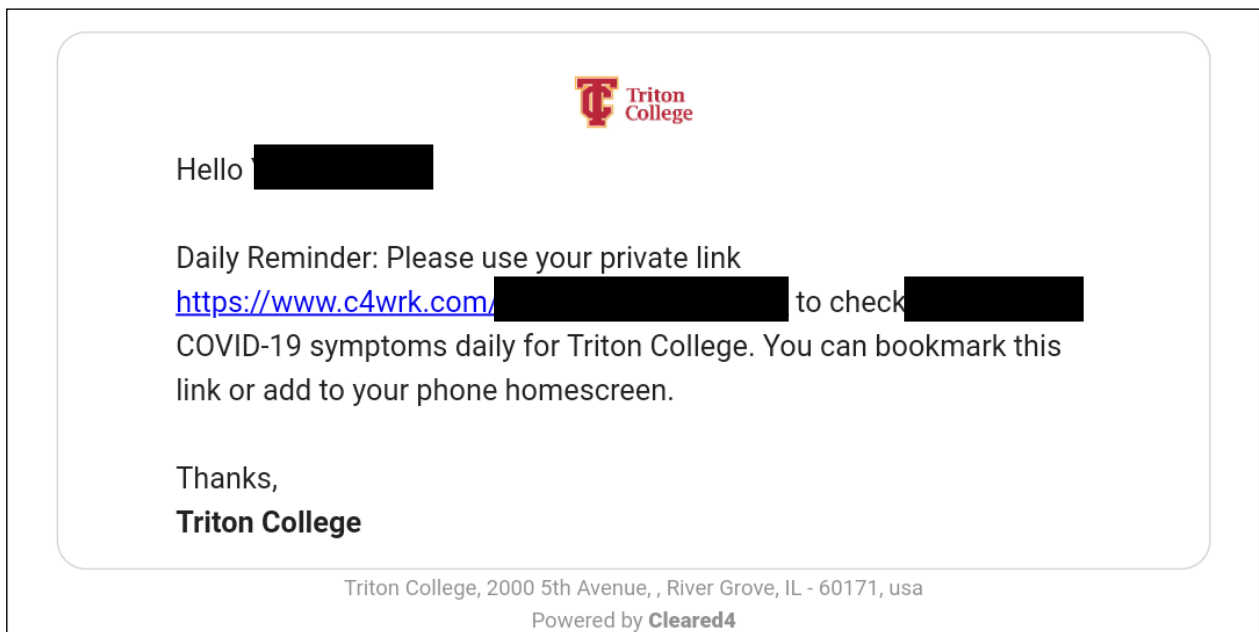 Triton
College
Hello
Daily Reminder: Please use your private link
https://www.c4wrk.com/ to check
COVID-19 symptoms daily for Triton College. You can bookmark this
link or add to your phone homescreen.
Thanks,
Triton College
Triton College, 2000 5th Avenue, , River Grove, IL - 60171, usa
Powered by Cleared4